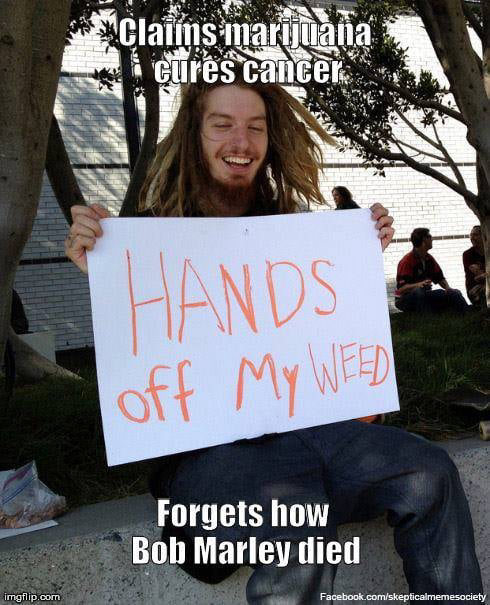 Claims marijuana
cures cancer
HANDS
off My WEED
Forgets how
Bob Marley died
imgflip.com
Facebook.com/skepticalmemesociety